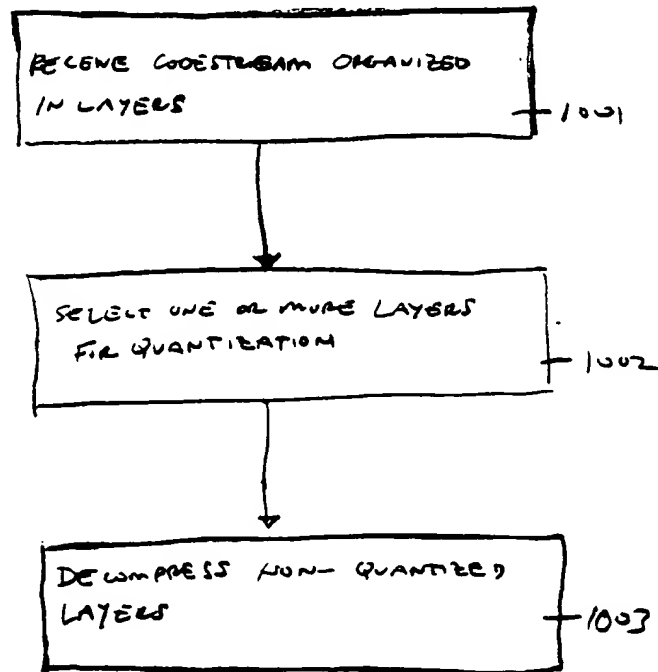 RECEIVE CODESTREAM ORGANIZED
IN LAYERS
1001
SELECT ONE OR MORE LAYERS
FOR QUANTIZATION
1002
DECOMPRESS NON-QUANTIZED
LAYERS
1003